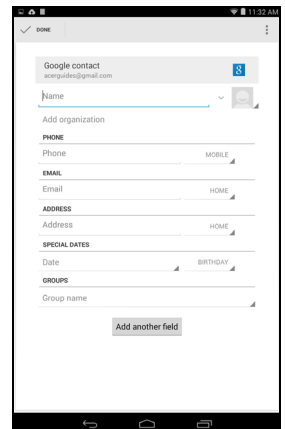 11:32 AM
DONE
Google contact
acerguides@gmail.com
8
Name
Add organization
PHONE
Phone MOBILE
EMAIL
Email HOME
ADDRESS
Address HOME
SPECIAL DATES
Date BIRTHDAY
GROUPS
Group name
Add another field